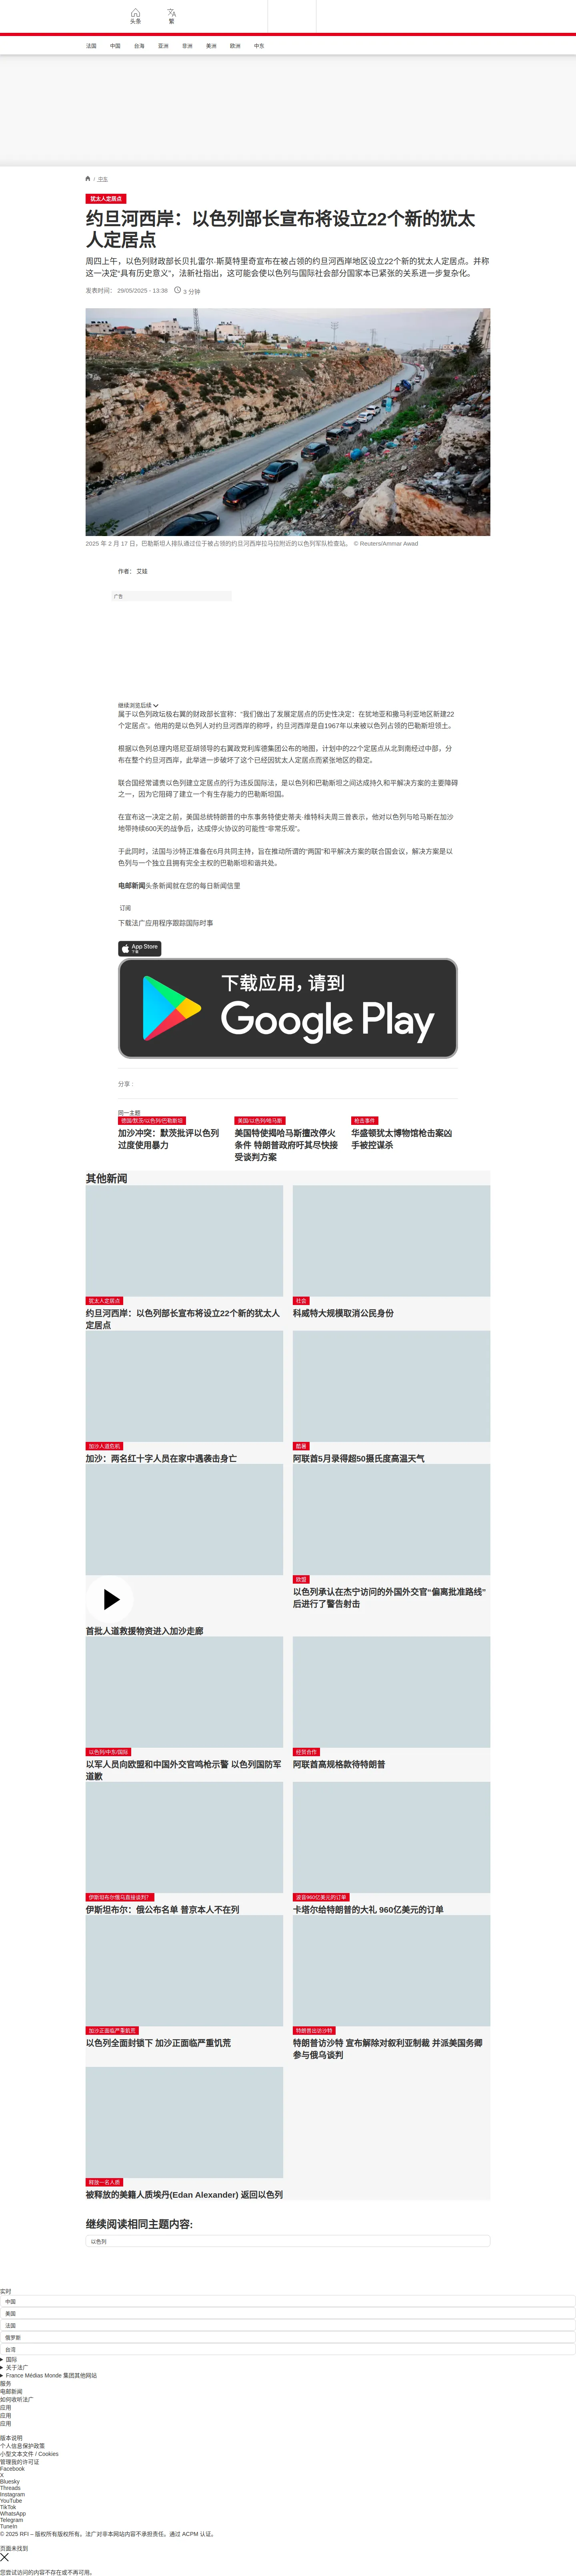 头条
繁
法国 中国 台海 亚洲 非洲 美洲 欧洲 中东
/ 中东
犹太人定居点
约旦河西岸：以色列部长宣布将设立22个新的犹太
人定居点
周四上午，以色列财政部长贝扎雷尔·斯莫特里奇宣布在被占领的约旦河西岸地区设立22个新的犹太人定居点。并称
这一决定“具有历史意义”，法新社指出，这可能会使以色列与国际社会部分国家本已紧张的关系进一步复杂化。
发表时间： 29/05/2025 - 13:38
3 分钟
2025 年 2 月 17 日，巴勒斯坦人排队通过位于被占领的约旦河西岸拉马拉附近的以色列军队检查站。 © Reuters/Ammar Awad
作者： 艾娃
广告
继续浏览后续
属于以色列政坛极右翼的财政部长宣称：“我们做出了发展定居点的历史性决定：在犹地亚和撒马利亚地区新建22
个定居点”。他用的是以色列人对约旦河西岸的称呼，约旦河西岸是自1967年以来被以色列占领的巴勒斯坦领土。
根据以色列总理内塔尼亚胡领导的右翼政党利库德集团公布的地图，计划中的22个定居点从北到南经过中部，分
布在整个约旦河西岸，此举进一步破坏了这个已经因犹太人定居点而紧张地区的稳定。
联合国经常谴责以色列建立定居点的行为违反国际法，是以色列和巴勒斯坦之间达成持久和平解决方案的主要障碍
之一，因为它阻碍了建立一个有生存能力的巴勒斯坦国。
在宣布这一决定之前，美国总统特朗普的中东事务特使史蒂夫·维特科夫周三曾表示，他对以色列与哈马斯在加沙
地带持续600天的战争后，达成停火协议的可能性“非常乐观”。
于此同时，法国与沙特正准备在6月共同主持，旨在推动所谓的“两国”和平解决方案的联合国会议，解决方案是以
色列与一个独立且拥有完全主权的巴勒斯坦和谐共处。
电邮新闻头条新闻就在您的每日新闻信里
订阅
下载法广应用程序跟踪国际时事
App Store
下载
下载应用，请到
Google Play
分享 :
同一主题
德国/默茨/以色列/巴勒斯坦
加沙冲突：默茨批评以色列
过度使用暴力
美国/以色列/哈马斯
美国特使揭哈马斯擅改停火
条件 特朗普政府吁其尽快接
受谈判方案
枪击事件
华盛顿犹太博物馆枪击案凶
手被控谋杀
其他新闻
犹太人定居点
约旦河西岸：以色列部长宣布将设立22个新的犹太人
定居点
社会
科威特大规模取消公民身份
加沙人道危机
加沙：两名红十字人员在家中遇袭击身亡
酷暑
阿联酋5月录得超50摄氏度高温天气
首批人道救援物资进入加沙走廊
欧盟
以色列承认在杰宁访问的外国外交官“偏离批准路线”
后进行了警告射击
以色列/中东/国际
以军人员向欧盟和中国外交官鸣枪示警 以色列国防军
道歉
经贸合作
阿联酋高规格款待特朗普
伊斯坦布尔俄乌直接谈判？
伊斯坦布尔：俄公布名单 普京本人不在列
波音960亿美元的订单
卡塔尔给特朗普的大礼 960亿美元的订单
加沙正面临严重饥荒
以色列全面封锁下 加沙正面临严重饥荒
特朗普出访沙特
特朗普访沙特 宣布解除对叙利亚制裁 并派美国务卿
参与俄乌谈判
释放一名人质
被释放的美籍人质埃丹(Edan Alexander) 返回以色列
继续阅读相同主题内容:
以色列
实时
中国
美国
法国
俄罗斯
台湾
国际
关于法广
France Médias Monde 集团其他网站
服务
电邮新闻
如何收听法广
应用
应用
应用
版本说明
个人信息保护政策
小型文本文件 / Cookies
管理我的许可证
Facebook
X
Bluesky
Threads
Instagram
YouTube
TikTok
WhatsApp
Telegram
TuneIn
© 2025 RFI – 版权所有版权所有。法广对非本网站内容不承担责任。通过 ACPM 认证。
页面未找到
您尝试访问的内容不存在或不再可用。